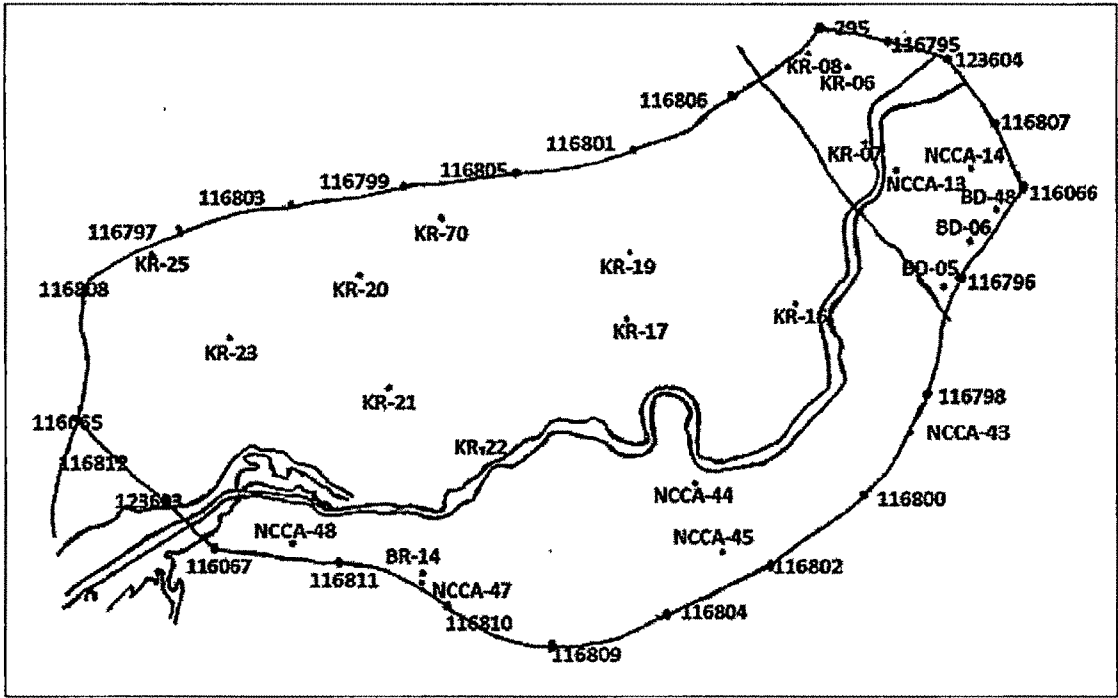 295
116795
123604
KR-08
KR-06
116806
116807
116801
KR-07
NCCA-14
116805
NCCA-13
116799
BD-48
116066
116803
KR-70
BD-06
116797
KR-25
KR-19
BD-05
116796
116808
KR-20
KR-16
KR-17
KR-23
116798
KR-21
116065
NCCA-43
KR-22
116812
NCCA-44
116800
123603
NCCA-48
NCCA-45
BR-14
116067
116811
116802
NCCA-47
116810
116804
116809